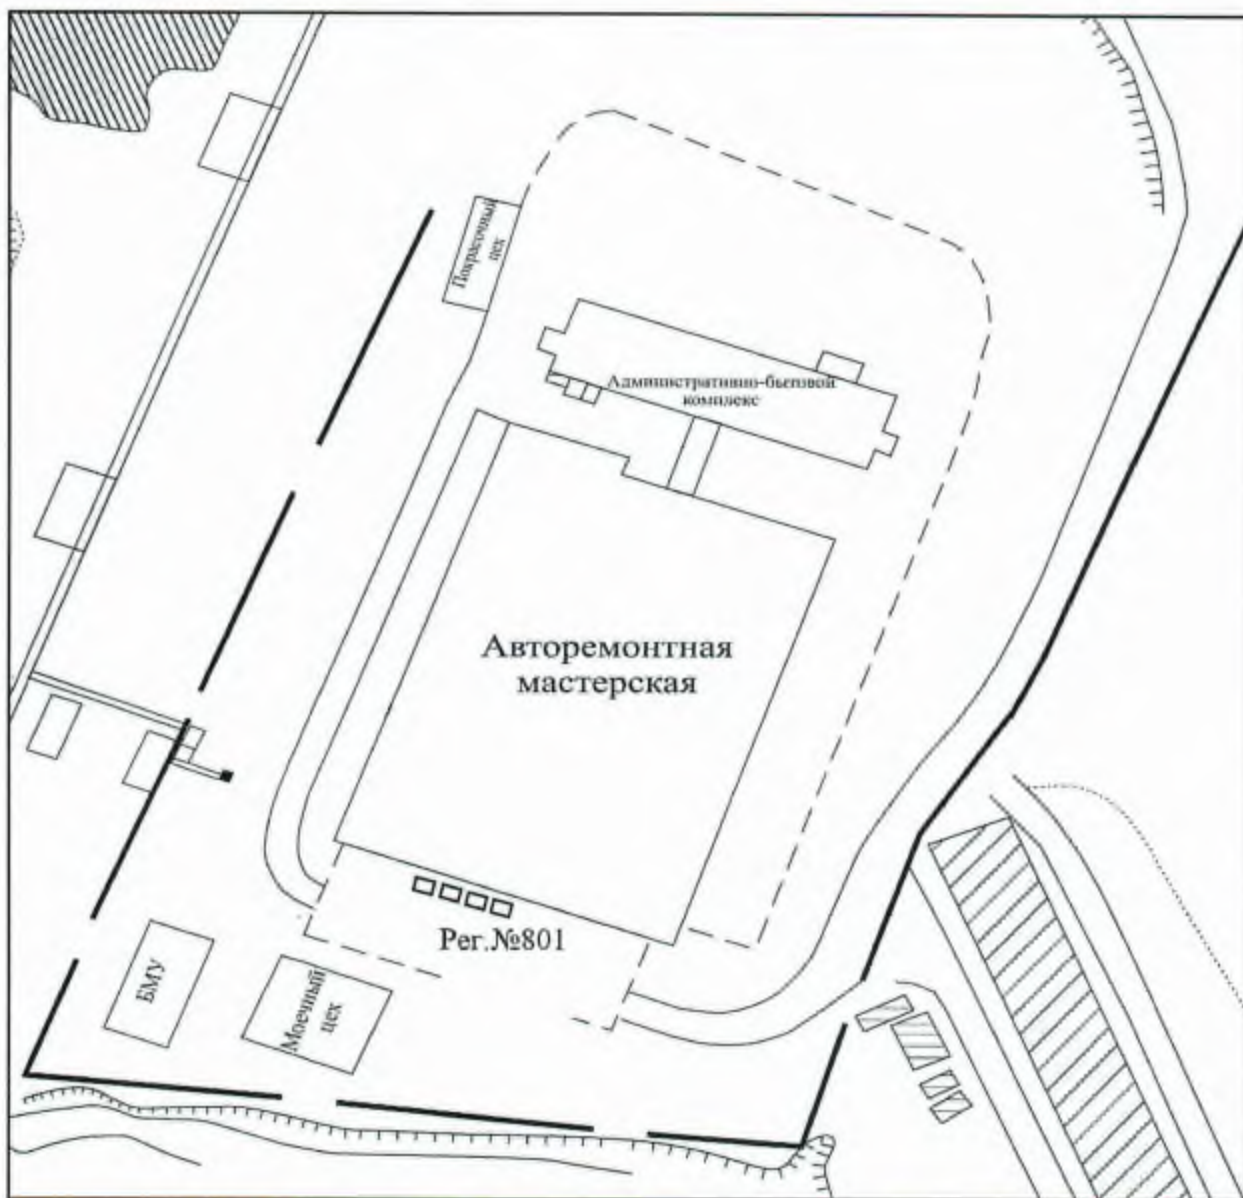 Покрасочный
цех
Административно-бытовой
комплекс
Авторемонтная
мастерская
Рег.№801
БМУ
Моечный
цех